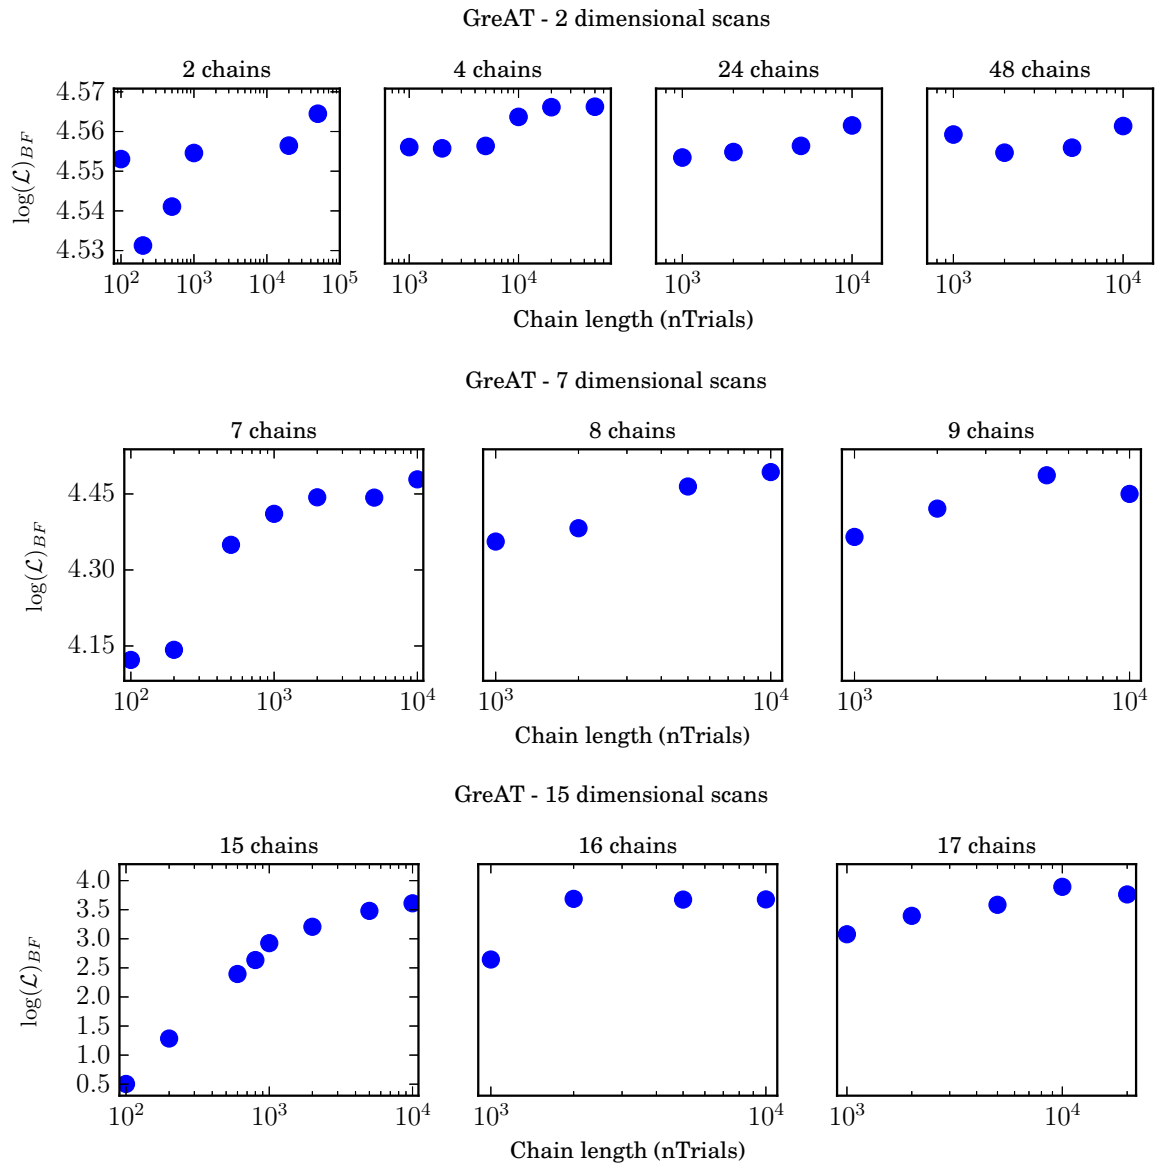 GreAT - 2 dimensional scans
2 chains 4 chains 24 chains 48 chains
4.57
4.56
4.55
4.54
4.53
log(ℒ)_{BF}
10^2 10^3 10^4 10^5 10^3 10^4 10^3 10^4 10^3 10^4
Chain length (nTrials)
GreAT - 7 dimensional scans
7 chains 8 chains 9 chains
4.45
4.30
4.15
log(ℒ)_{BF}
10^2 10^3 10^4 10^3 10^4 10^3 10^4
Chain length (nTrials)
GreAT - 15 dimensional scans
15 chains 16 chains 17 chains
4.0
3.5
3.0
2.5
2.0
1.5
1.0
0.5
log(ℒ)_{BF}
10^2 10^3 10^4 10^3 10^4 10^3 10^4
Chain length (nTrials)